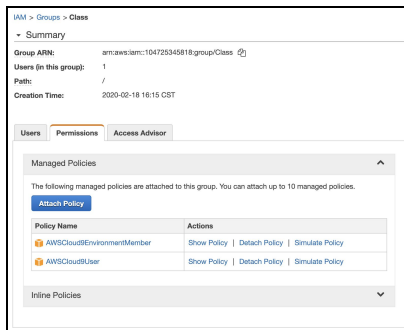 IAM > Groups > Class
Summary
Group ARN: arn:aws:iam::104725345818:group/Class
Users (in this group): 1
Path: /
Creation Time: 2020-02-18 16:15 CST
Users Permissions Access Advisor
Managed Policies
The following managed policies are attached to this group. You can attach up to 10 managed policies.
Attach Policy
Policy Name Actions
AWSCloud9EnvironmentMember Show Policy | Detach Policy | Simulate Policy
AWSCloud9User Show Policy | Detach Policy | Simulate Policy
Inline Policies